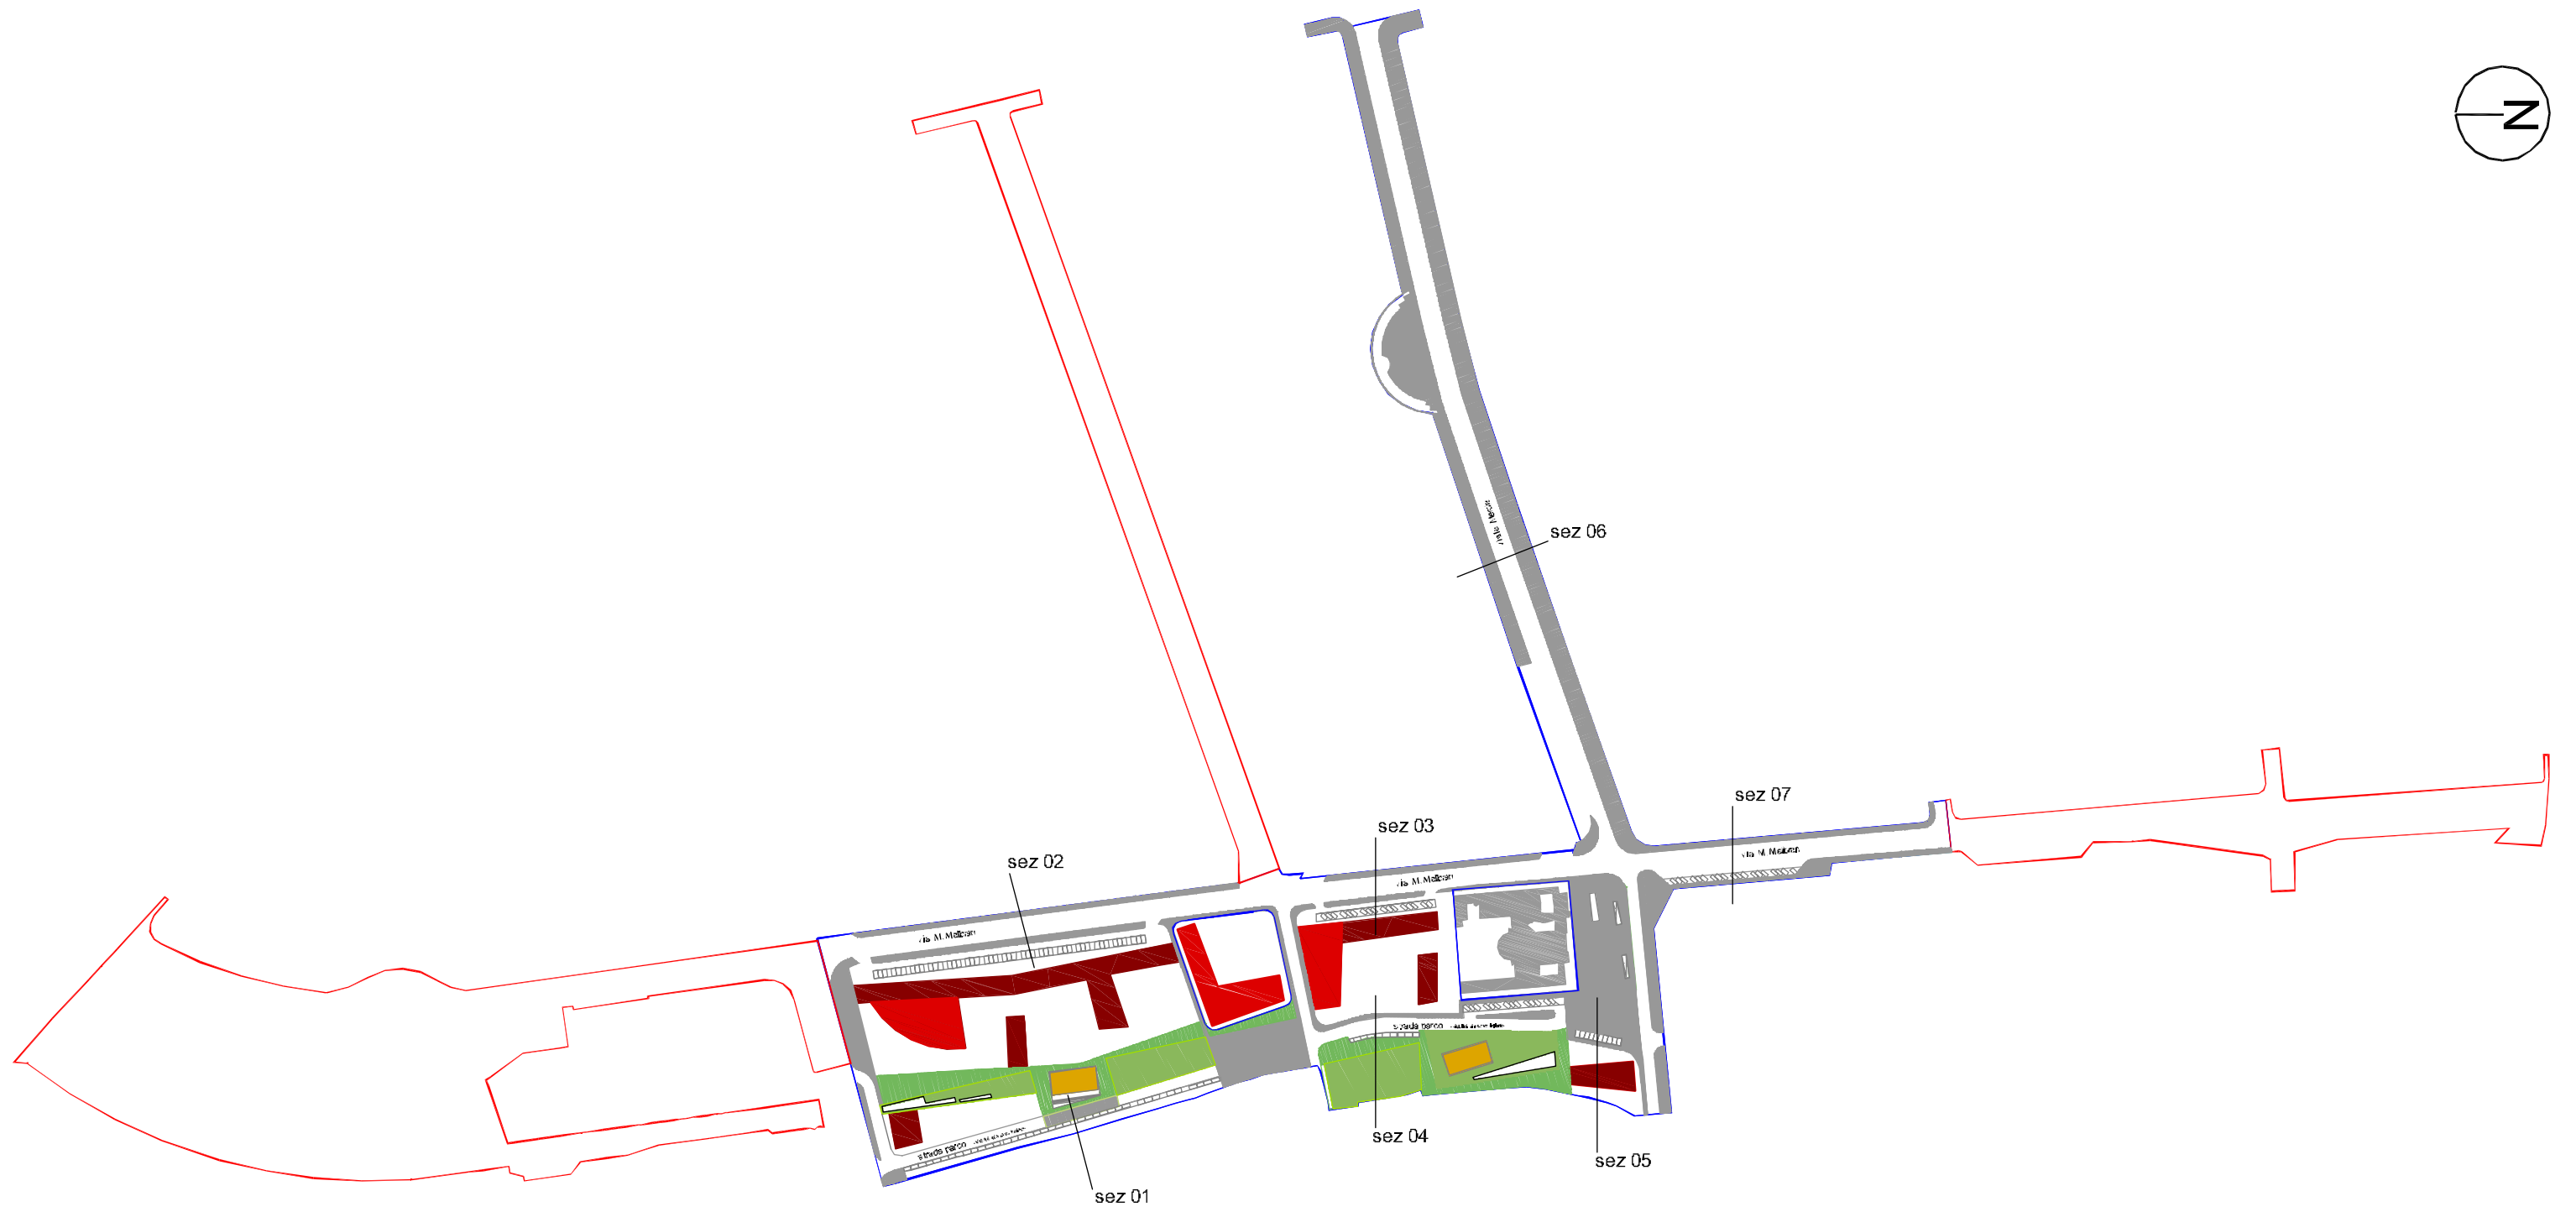 N
sez 06
sez 07
sez 03
sez 02
via M. Melloni
via M. Melloni
via M. Melloni
strada parco
strada parco
sez 04
sez 05
sez 01